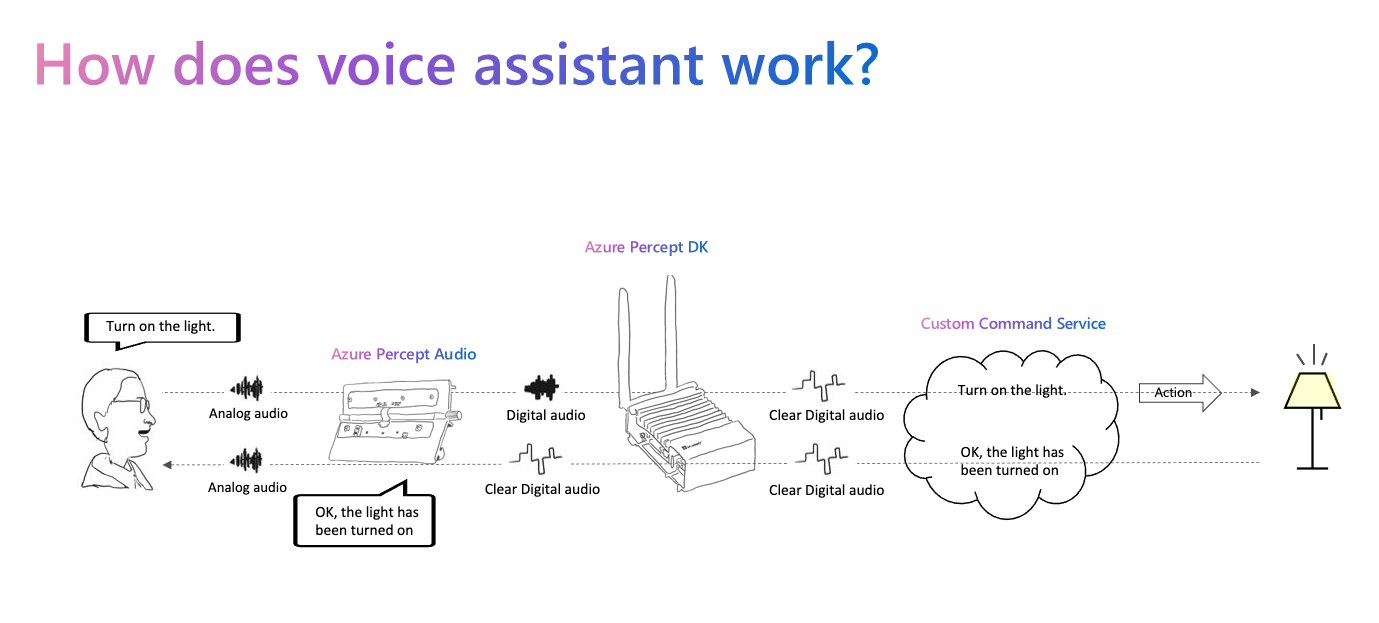 How does voice assistant work?
Azure Percept DK
Turn on the light.
Custom Command Service
Azure Percept Audio
Analog audio
Digital audio
Clear Digital audio
Turn on the light.
Action
Analog audio
Clear Digital audio
Clear Digital audio
OK, the light has
been turned on
OK, the light has
been turned on